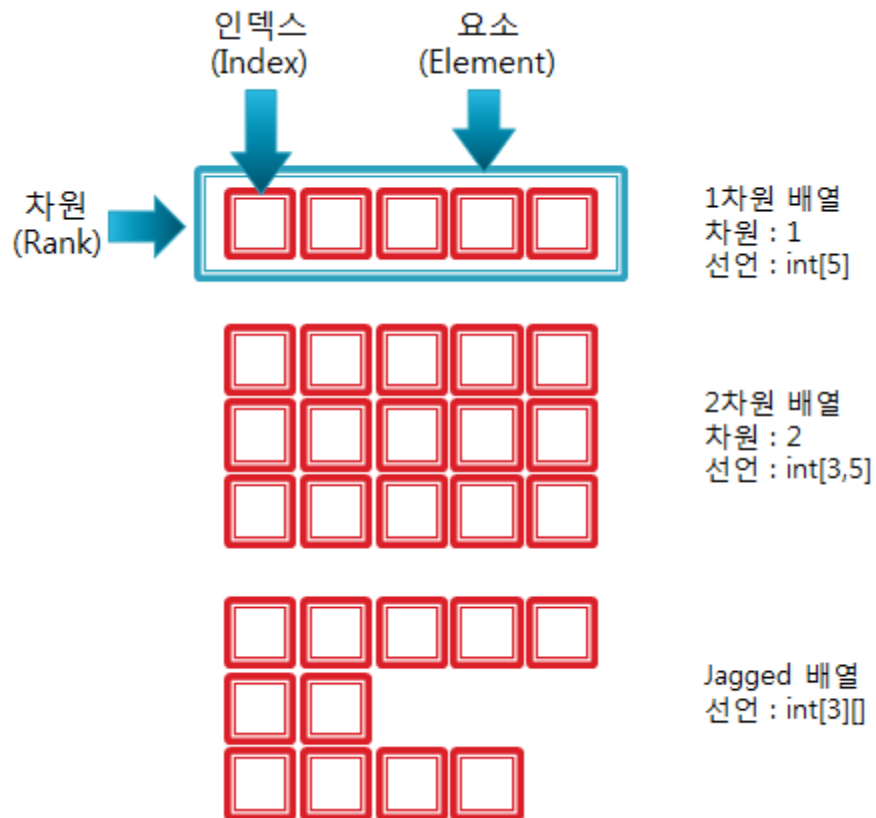 인덱스
(Index)
요소
(Element)
차원
(Rank)
1차원 배열
차원 : 1
선언 : int[5]
2차원 배열
차원 : 2
선언 : int[3,5]
Jagged 배열
선언 : int[3][]